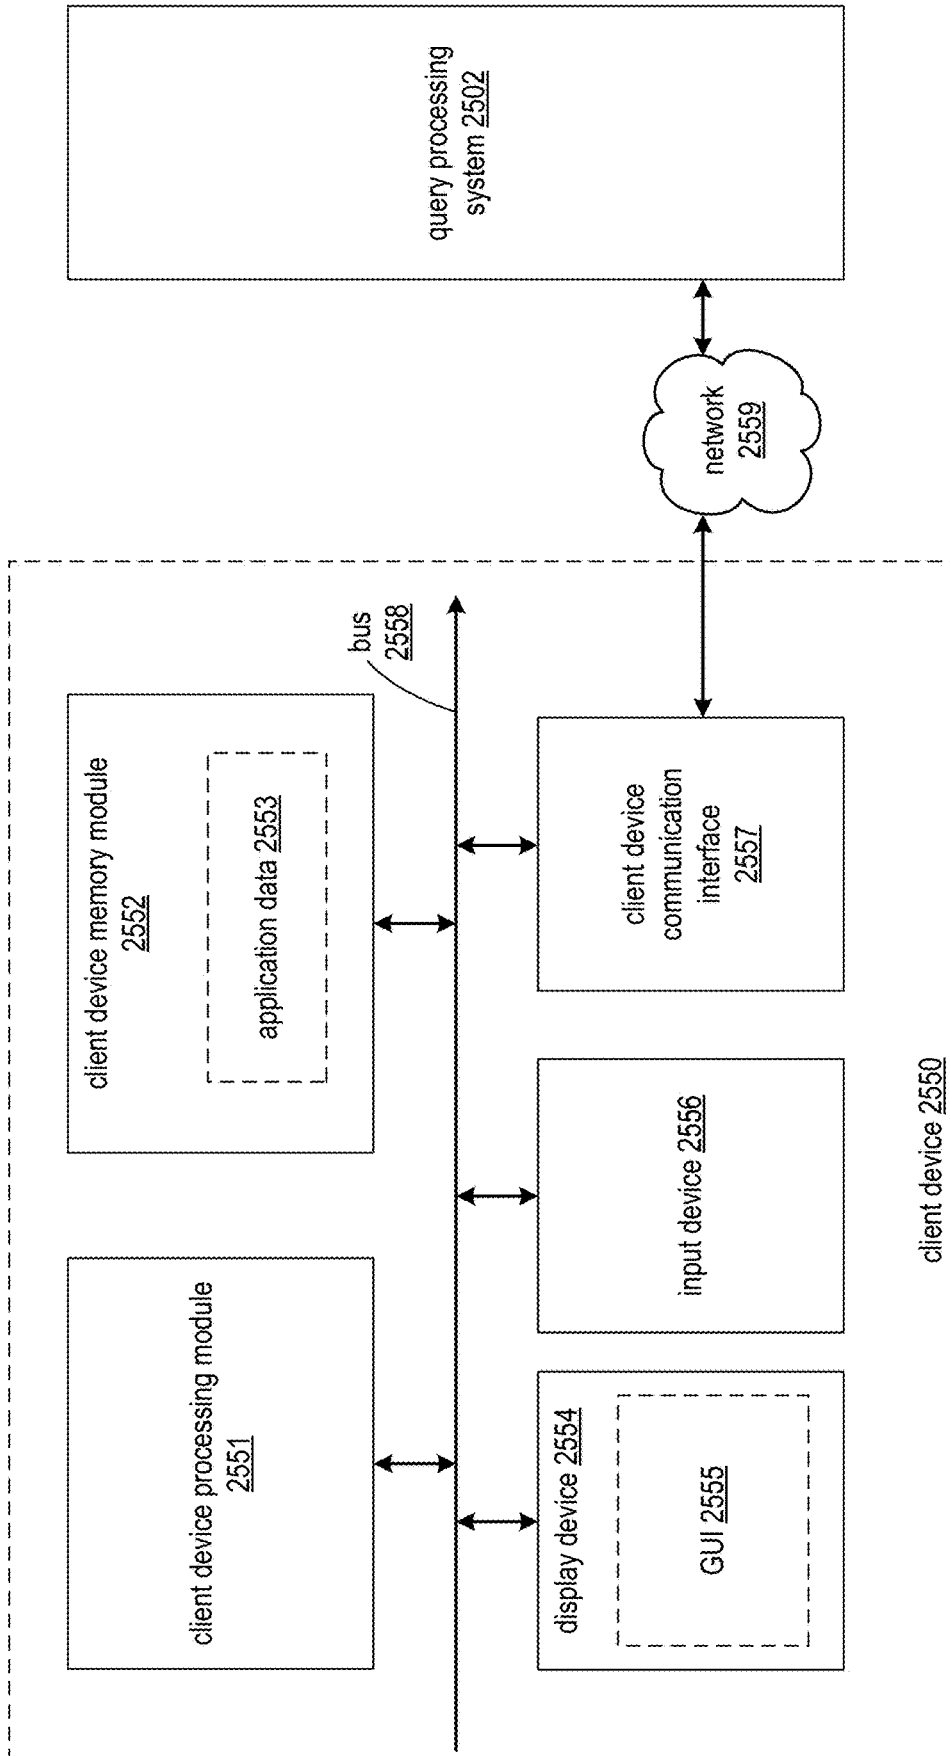 client device processing module
2551
client device memory module
2552
application data 2553
bus
2558
display device 2554
GUI 2555
input device 2556
client device
communication
interface
2557
client device 2550
network
2559
query processing
system 2502